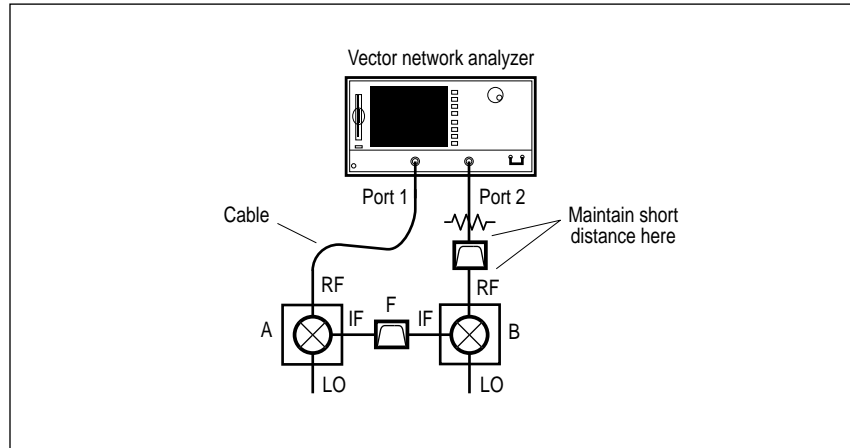 Vector network analyzer
Port 1
Port 2
Cable
Maintain short
distance here
RF
RF
A
IF
F
IF
B
LO
LO